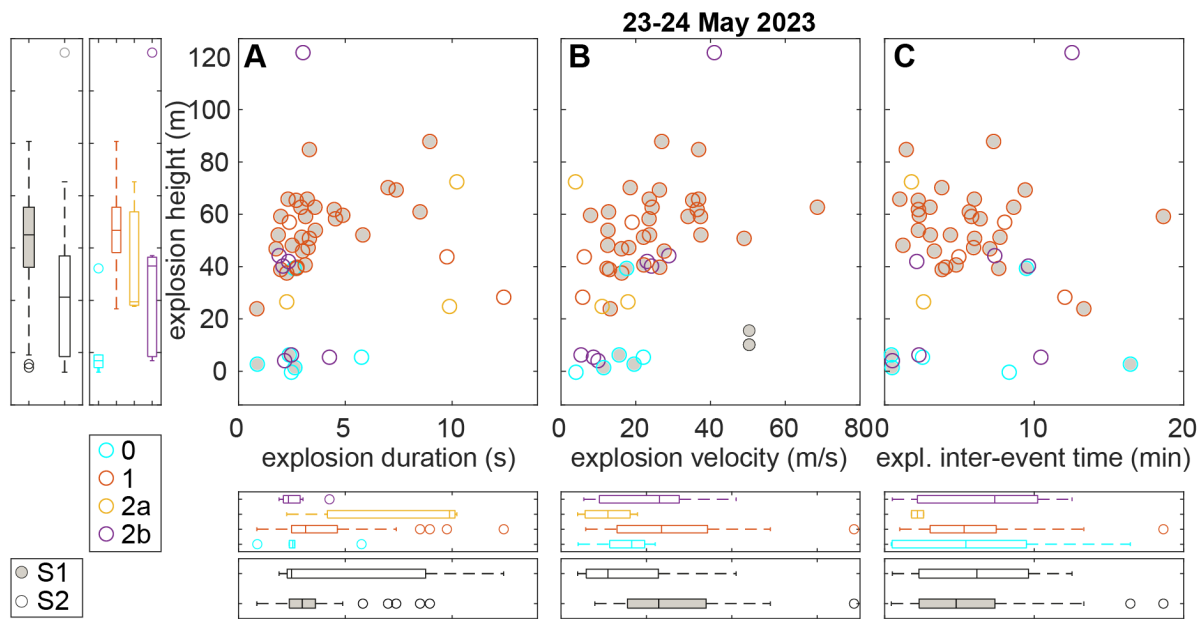 23-24 May 2023
A
B
C
explosion height (m)
120
100
80
60
40
20
0
0 5 10
explosion duration (s)
0 20 40 60 80
explosion velocity (m/s)
0 10 20
expl. inter-event time (min)
0
1
2a
2b
S1
S2